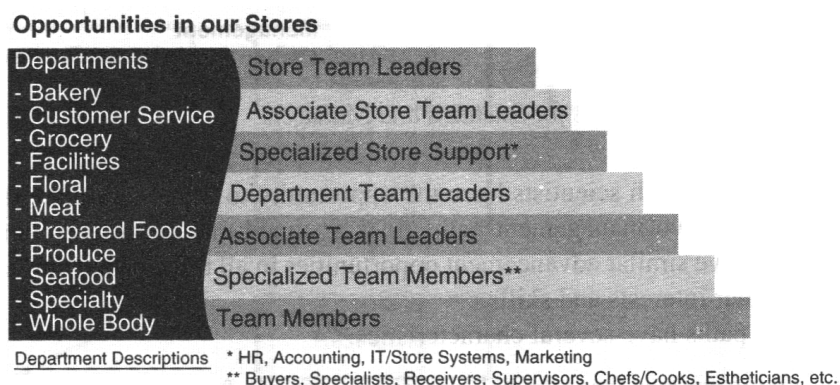 Opportunities in our Stores
Departments
- Bakery
- Customer Service
- Grocery
- Facilities
- Floral
- Meat
- Prepared Foods
- Produce
- Seafood
- Specialty
- Whole Body
Store Team Leaders
Associate Store Team Leaders
Specialized Store Support*
Department Team Leaders
Associate Team Leaders
Specialized Team Members**
Team Members
Department Descriptions
* HR, Accounting, IT/Store Systems, Marketing
** Buyers, Specialists, Receivers, Supervisors, Chefs/Cooks, Estheticians, etc.